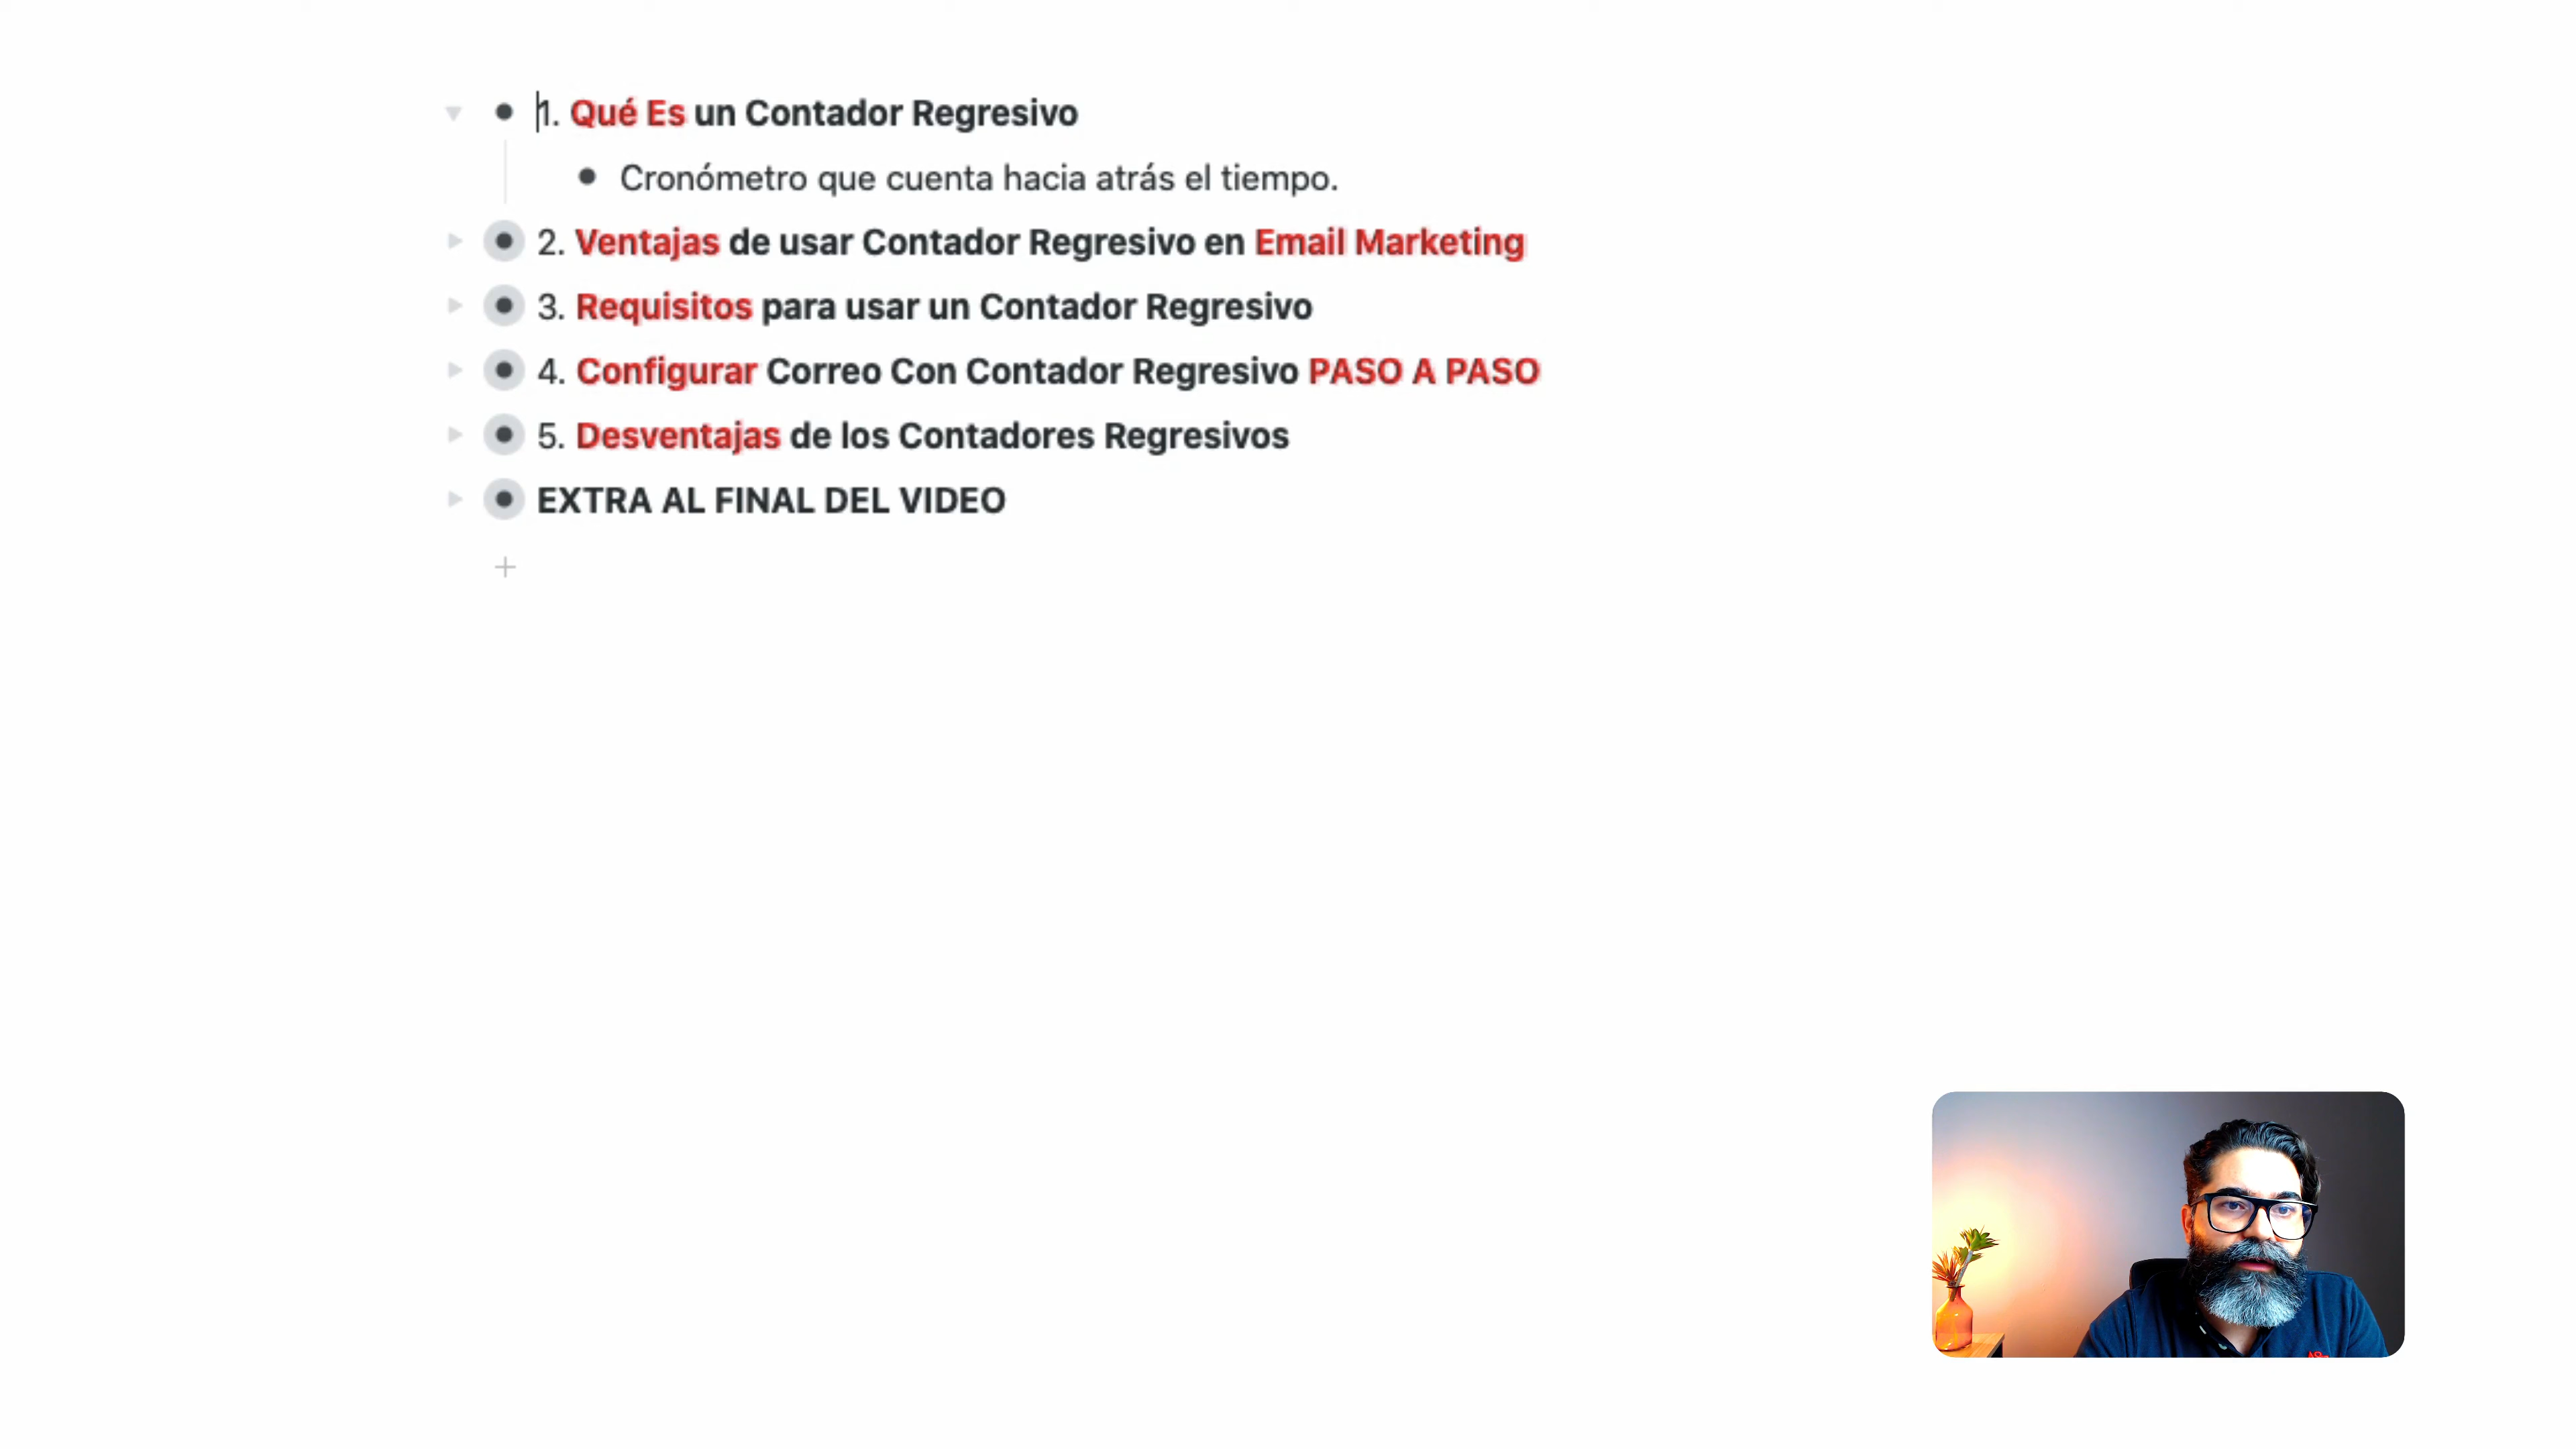 1. Qué Es un Contador Regresivo
Cronómetro que cuenta hacia atrás el tiempo.
2. Ventajas de usar Contador Regresivo en Email Marketing
3. Requisitos para usar un Contador Regresivo
4. Configurar Correo Con Contador Regresivo PASO A PASO
5. Desventajas de los Contadores Regresivos
EXTRA AL FINAL DEL VIDEO